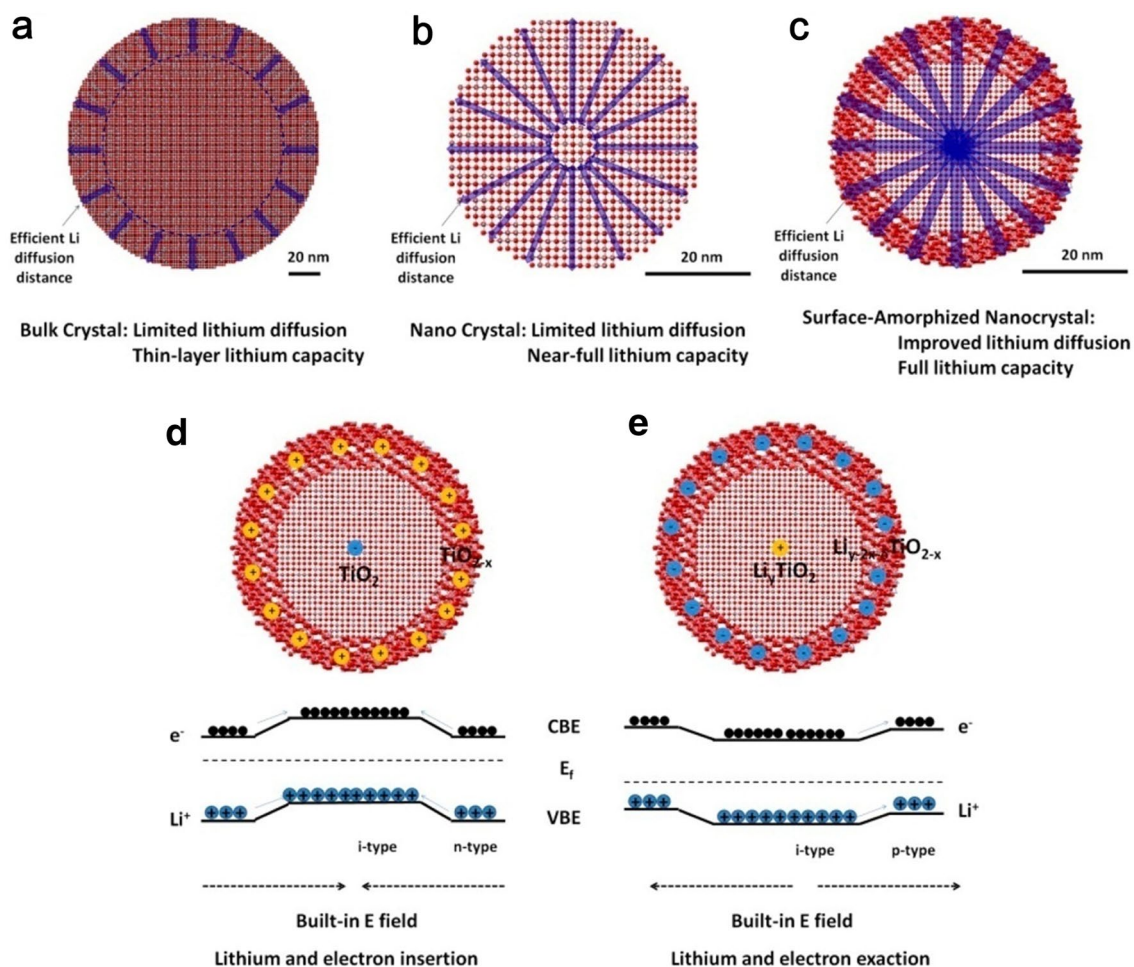 a
b
c
Efficient Li
diffusion
distance
20 nm
Efficient Li
diffusion
distance
20 nm
Efficient Li
diffusion
distance
20 nm
Bulk Crystal: Limited lithium diffusion
Thin-layer lithium capacity
Nano Crystal: Limited lithium diffusion
Near-full lithium capacity
Surface-Amorphized Nanocrystal:
Improved lithium diffusion
Full lithium capacity
d
e
TiO2
TiO2-x
LiyTiO2
TiO2-x
e-
CBE
e-
Ef
Li+
VBE
Li+
i-type
n-type
i-type
p-type
Built-in E field
Built-in E field
Lithium and electron insertion
Lithium and electron exaction